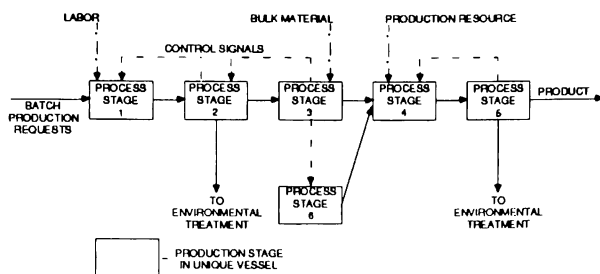 LABOR
BULK MATERIAL
PRODUCTION RESOURCE
CONTROL SIGNALS
PROCESS
STAGE
1
PROCESS
STAGE
2
PROCESS
STAGE
3
PROCESS
STAGE
4
PROCESS
STAGE
5
PRODUCT
BATCH
PRODUCTION
REQUESTS
TO
ENVIRONMENTAL
TREATMENT
PROCESS
STAGE
6
TO
ENVIRONMENTAL
TREATMENT
PRODUCTION STAGE
IN UNIQUE VESSEL